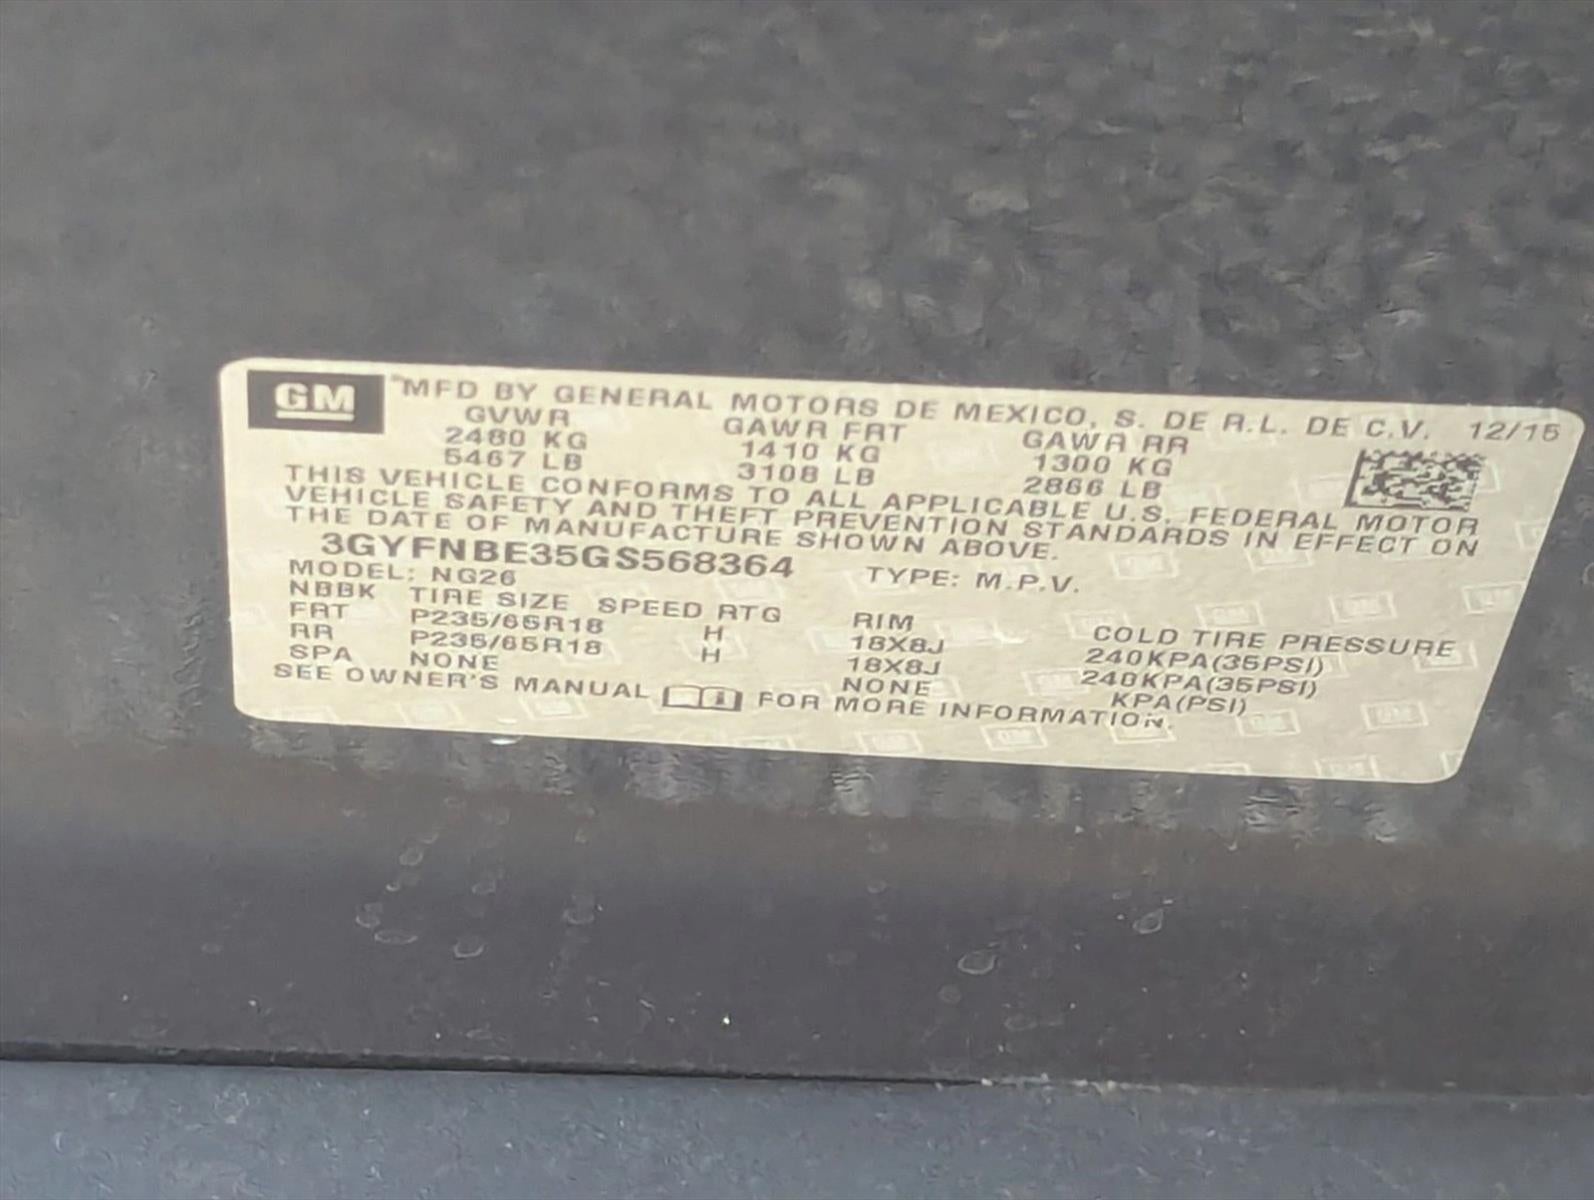 GM MFD BY GENERAL MOTORS DE MEXICO, S. DE R.L. DE C.V. 12/15
GVWR GAWR FRT GAWR RR
2480 KG 1410 KG 1300 KG
5467 LB 3108 LB 2866 LB
THIS VEHICLE CONFORMS TO ALL APPLICABLE U.S. FEDERAL MOTOR
VEHICLE SAFETY AND THEFT PREVENTION STANDARDS IN EFFECT ON
THE DATE OF MANUFACTURE SHOWN ABOVE.
3GYFNBE35GS568364 TYPE: M.P.V.
MODEL: NG26
NBBK TIRE SIZE SPEED RTG RIM COLD TIRE PRESSURE
FRT P235/65R18 H 18X8J 240KPA(35PSI)
RR P235/65R18 H 18X8J 240KPA(35PSI)
SPA NONE NONE KPA(PSI)
SEE OWNER'S MANUAL FOR MORE INFORMATION.